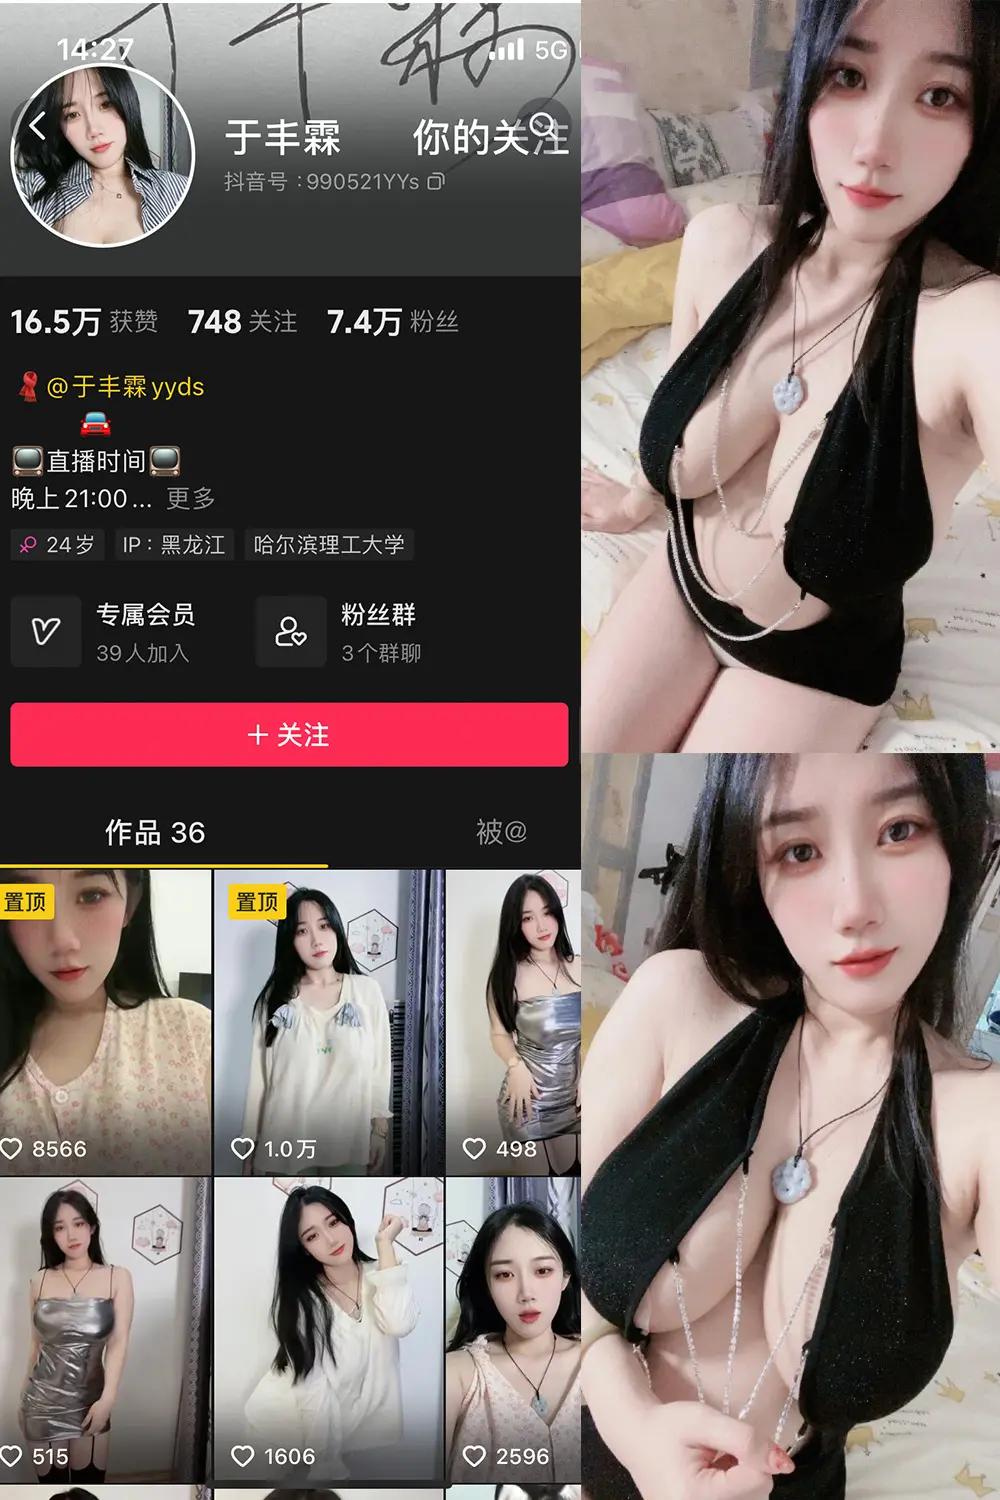 14:27
5G
于丰霖
你的关注
抖音号：990521YYs
16.5万 获赞 748 关注 7.4万 粉丝
@于丰霖yyds
直播时间
晚上 21:00... 更多
24岁 IP：黑龙江 哈尔滨理工大学
专属会员 粉丝群
39人加入 3个群聊
+ 关注
作品 36 被@
置顶 置顶
8566 1.0万 498
515 1606 2596